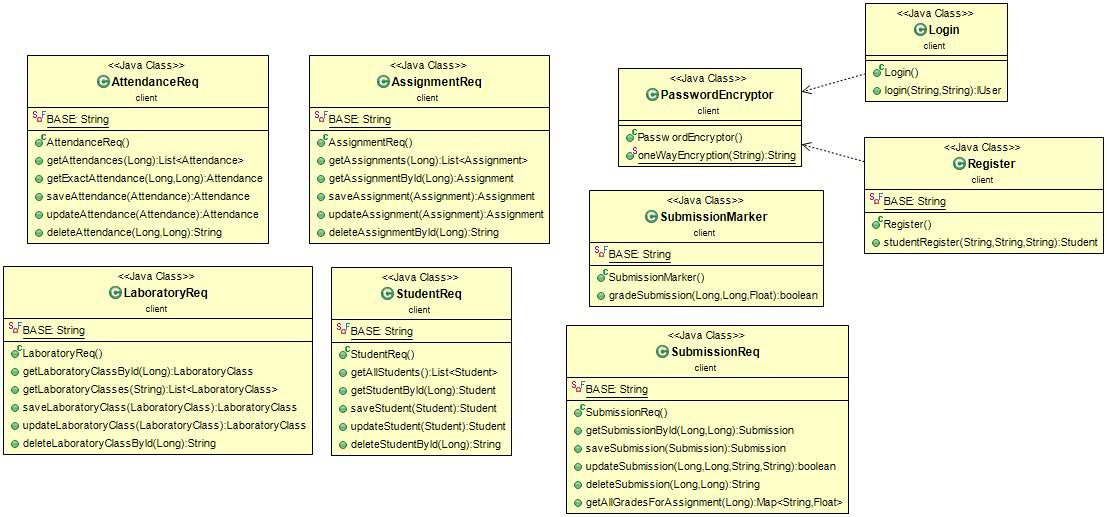 <<Java Class>>
AttendanceReq
client
BASE: String
AttendanceReq()
getAttendances(Long):List<Attendance>
getExactAttendance(Long,Long):Attendance
saveAttendance(Attendance):Attendance
updateAttendance(Attendance):Attendance
deleteAttendance(Long,Long):String
<<Java Class>>
AssignmentReq
client
BASE: String
AssignmentReq()
getAssignments(Long):List<Assignment>
getAssignmentById(Long):Assignment
saveAssignment(Assignment):Assignment
updateAssignment(Assignment):Assignment
deleteAssignmentById(Long):String
<<Java Class>>
PasswordEncryptor
client
PasswordEncryptor()
oneWayEncryption(String):String
<<Java Class>>
Login
client
Login()
login(String,String):IUser
<<Java Class>>
Register
client
BASE: String
Register()
studentRegister(String,String,String):Student
<<Java Class>>
SubmissionMarker
client
BASE: String
SubmissionMarker()
gradeSubmission(Long,Long,Float):boolean
<<Java Class>>
LaboratoryReq
client
BASE: String
LaboratoryReq()
getLaboratoryClassById(Long):LaboratoryClass
getLaboratoryClasses(String):List<LaboratoryClass>
saveLaboratoryClass(LaboratoryClass):LaboratoryClass
updateLaboratoryClass(LaboratoryClass):LaboratoryClass
deleteLaboratoryClassById(Long):String
<<Java Class>>
StudentReq
client
BASE: String
StudentReq()
getAllStudents():List<Student>
getStudentById(Long):Student
saveStudent(Student):Student
updateStudent(Student):Student
deleteStudentById(Long):String
<<Java Class>>
SubmissionReq
client
BASE: String
SubmissionReq()
getSubmissionById(Long,Long):Submission
saveSubmission(Submission):Submission
updateSubmission(Long,Long,String,String):boolean
deleteSubmission(Long,Long):String
getAllGradesForAssignment(Long):Map<String,Float>